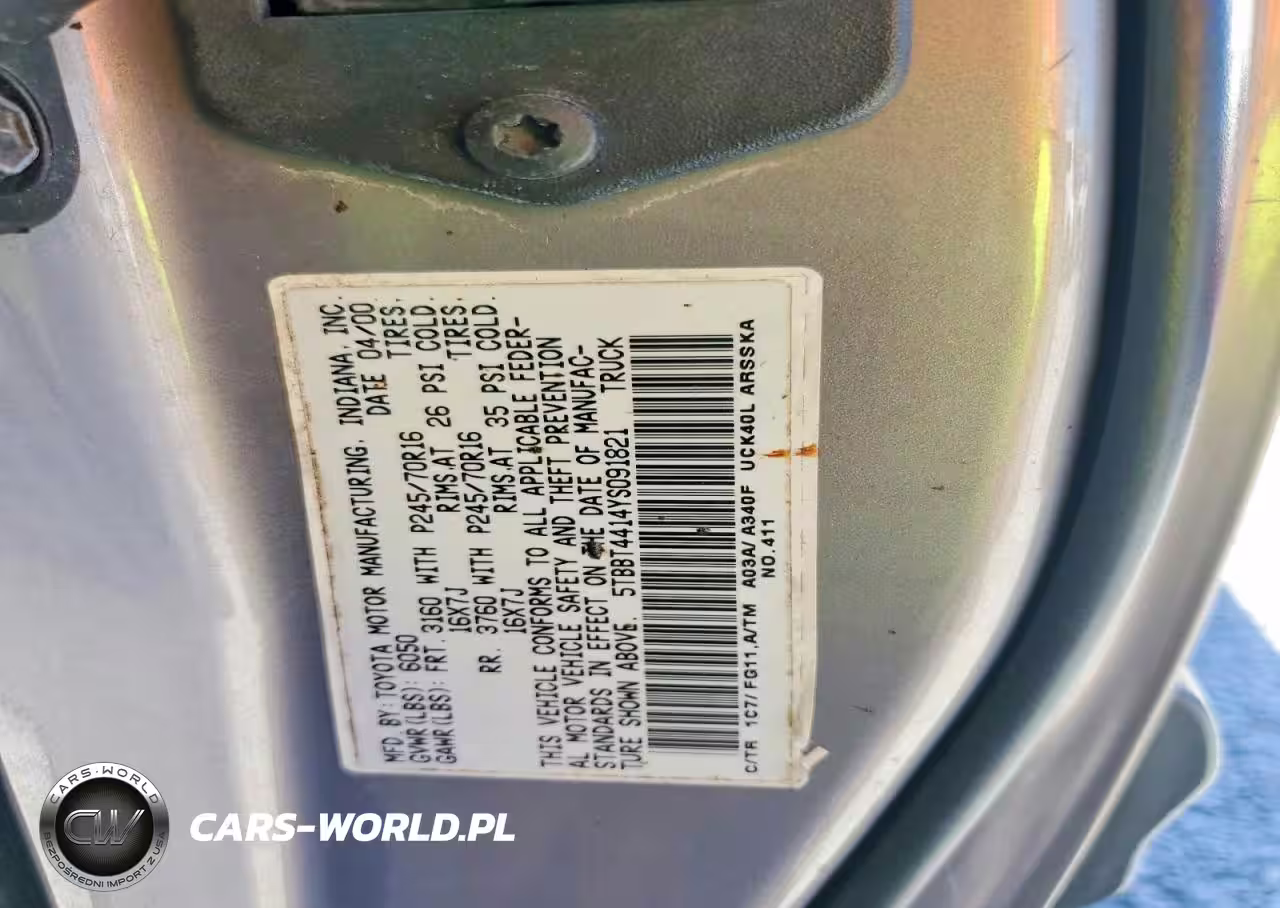 MFD. BY: TOYOTA MOTOR MANUFACTURING, INDIANA, INC.
GVWR(LBS): 6050 DATE 04/00
GAWR(LBS): FRT. 3160 WITH P245/70R16 TIRES,
16X7J RIMS,AT 26 PSI COLD.
RR. 3760 WITH P245/70R16 TIRES,
16X7J RIMS,AT 35 PSI COLD.
THIS VEHICLE CONFORMS TO ALL APPLICABLE FEDER-
AL MOTOR VEHICLE SAFETY AND THEFT PREVENTION
STANDARDS IN EFFECT ON THE DATE OF MANUFAC-
TURE SHOWN ABOVE. 5TBBT4414YS091821 TRUCK
C/TR 1C7/ FG11,A/TM A03A/ A340F UCK40L ARSSKA
NO.411
CARS-WORLD
CW
BEZPOŚREDNI IMPORT Z USA
CARS-WORLD.PL